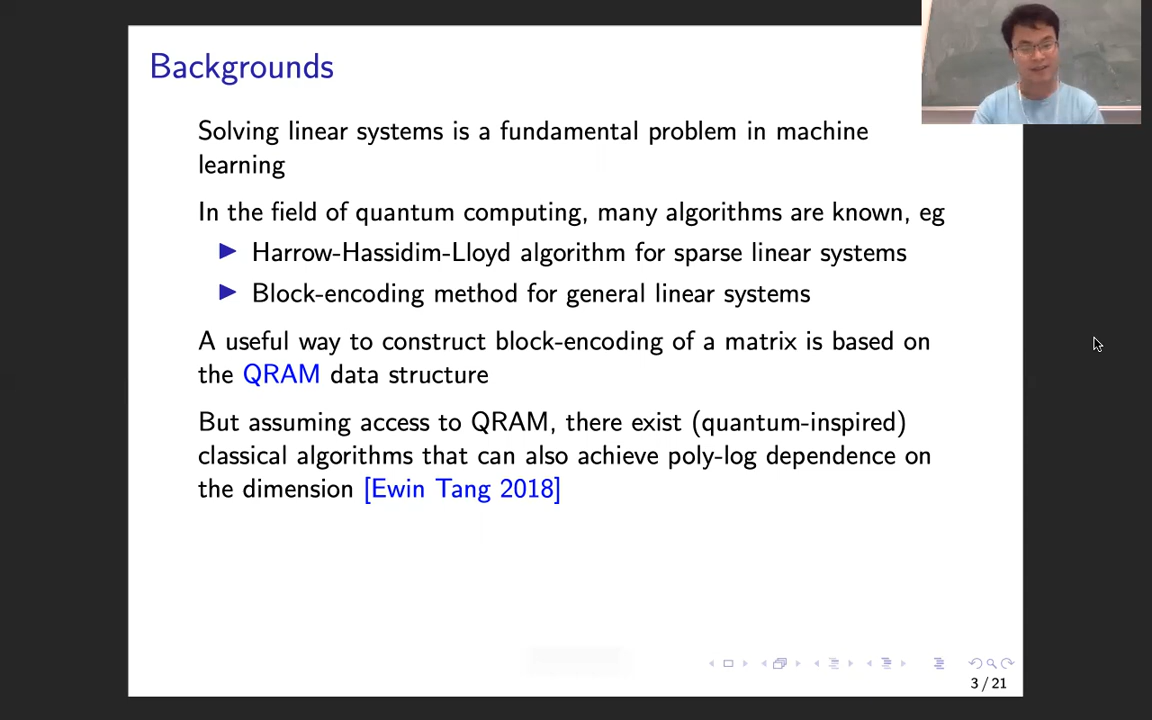 Backgrounds
Solving linear systems is a fundamental problem in machine
learning
In the field of quantum computing, many algorithms are known, eg
Harrow-Hassidim-Lloyd algorithm for sparse linear systems
Block-encoding method for general linear systems
A useful way to construct block-encoding of a matrix is based on
the QRAM data structure
But assuming access to QRAM, there exist (quantum-inspired)
classical algorithms that can also achieve poly-log dependence on
the dimension [Ewin Tang 2018]
3 / 21